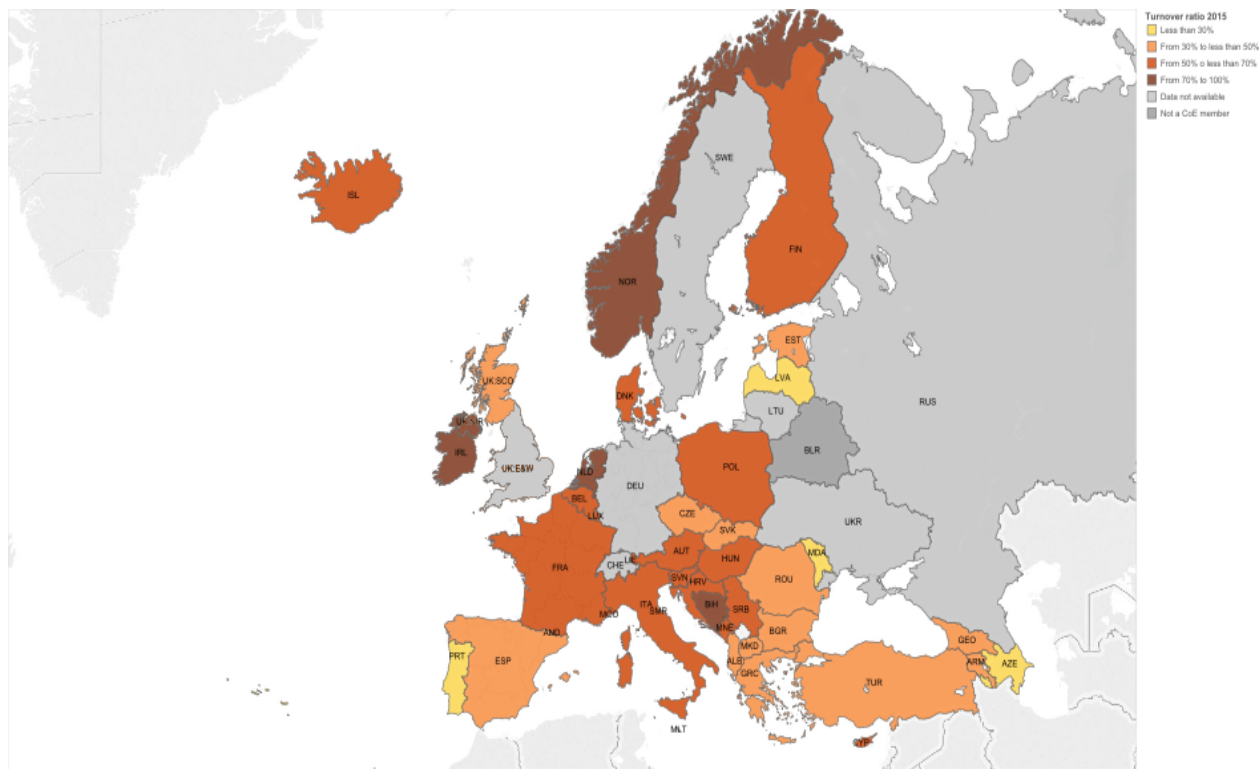 Turnover ratio 2015
Less than 30%
From 30% to less than 50%
From 50% o less than 70%
From 70% to 100%
Data not available
Not a CoE member
SWE
ISL
FIN
NOR
EST
UK:SCO
LVA
DNK
RUS
LTU
UK:NIR
BLR
IRL
UK:E&W
NLD
POL
DEU
BEL
LUX
CZE
UKR
SVK
MDA
AUT
HUN
CHE
FRA
SVN
HRV
ROU
ITA
BIH
SRB
MCO
SMR
MNE
BGR
AND
GEO
MKD
PRT
ESP
ALB
ARM
AZE
GRC
TUR
MLT
CYP